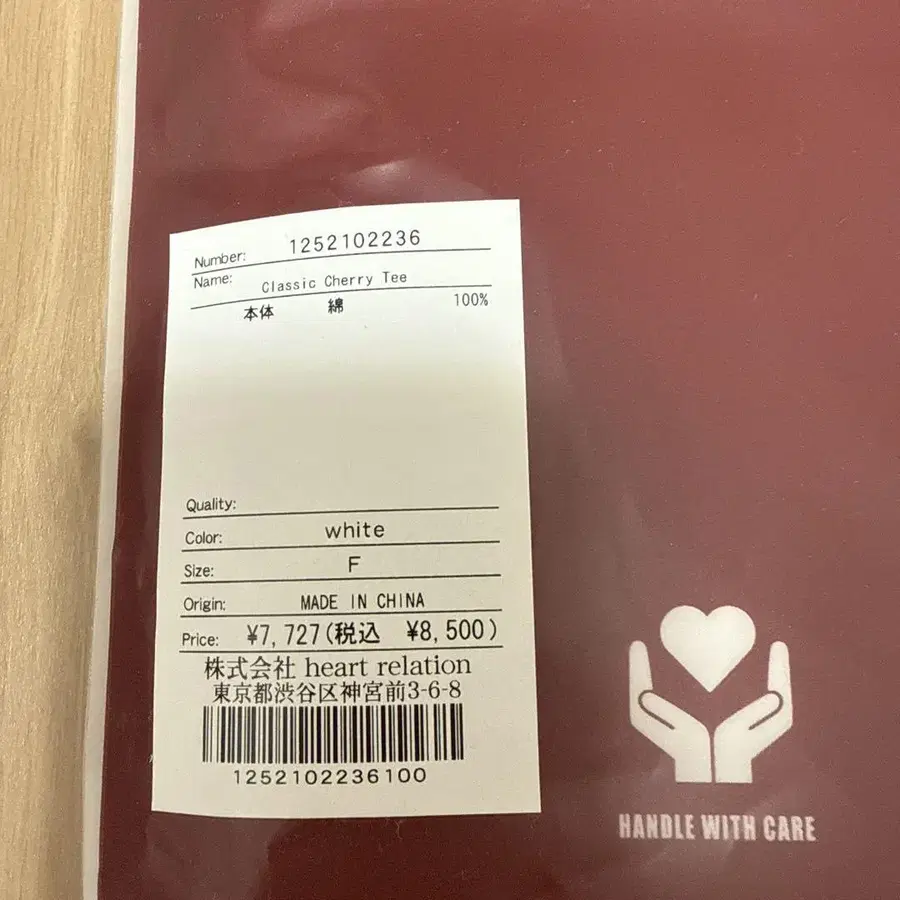 Number: 1252102236
Name: Classic Cherry Tee
本体 綿 100%
Quality:
Color: white
Size: F
Origin: MADE IN CHINA
Price: ¥7,727(税込 ¥8,500)
株式会社 heart relation
東京都渋谷区神宮前3-6-8
1252102236100
HANDLE WITH CARE